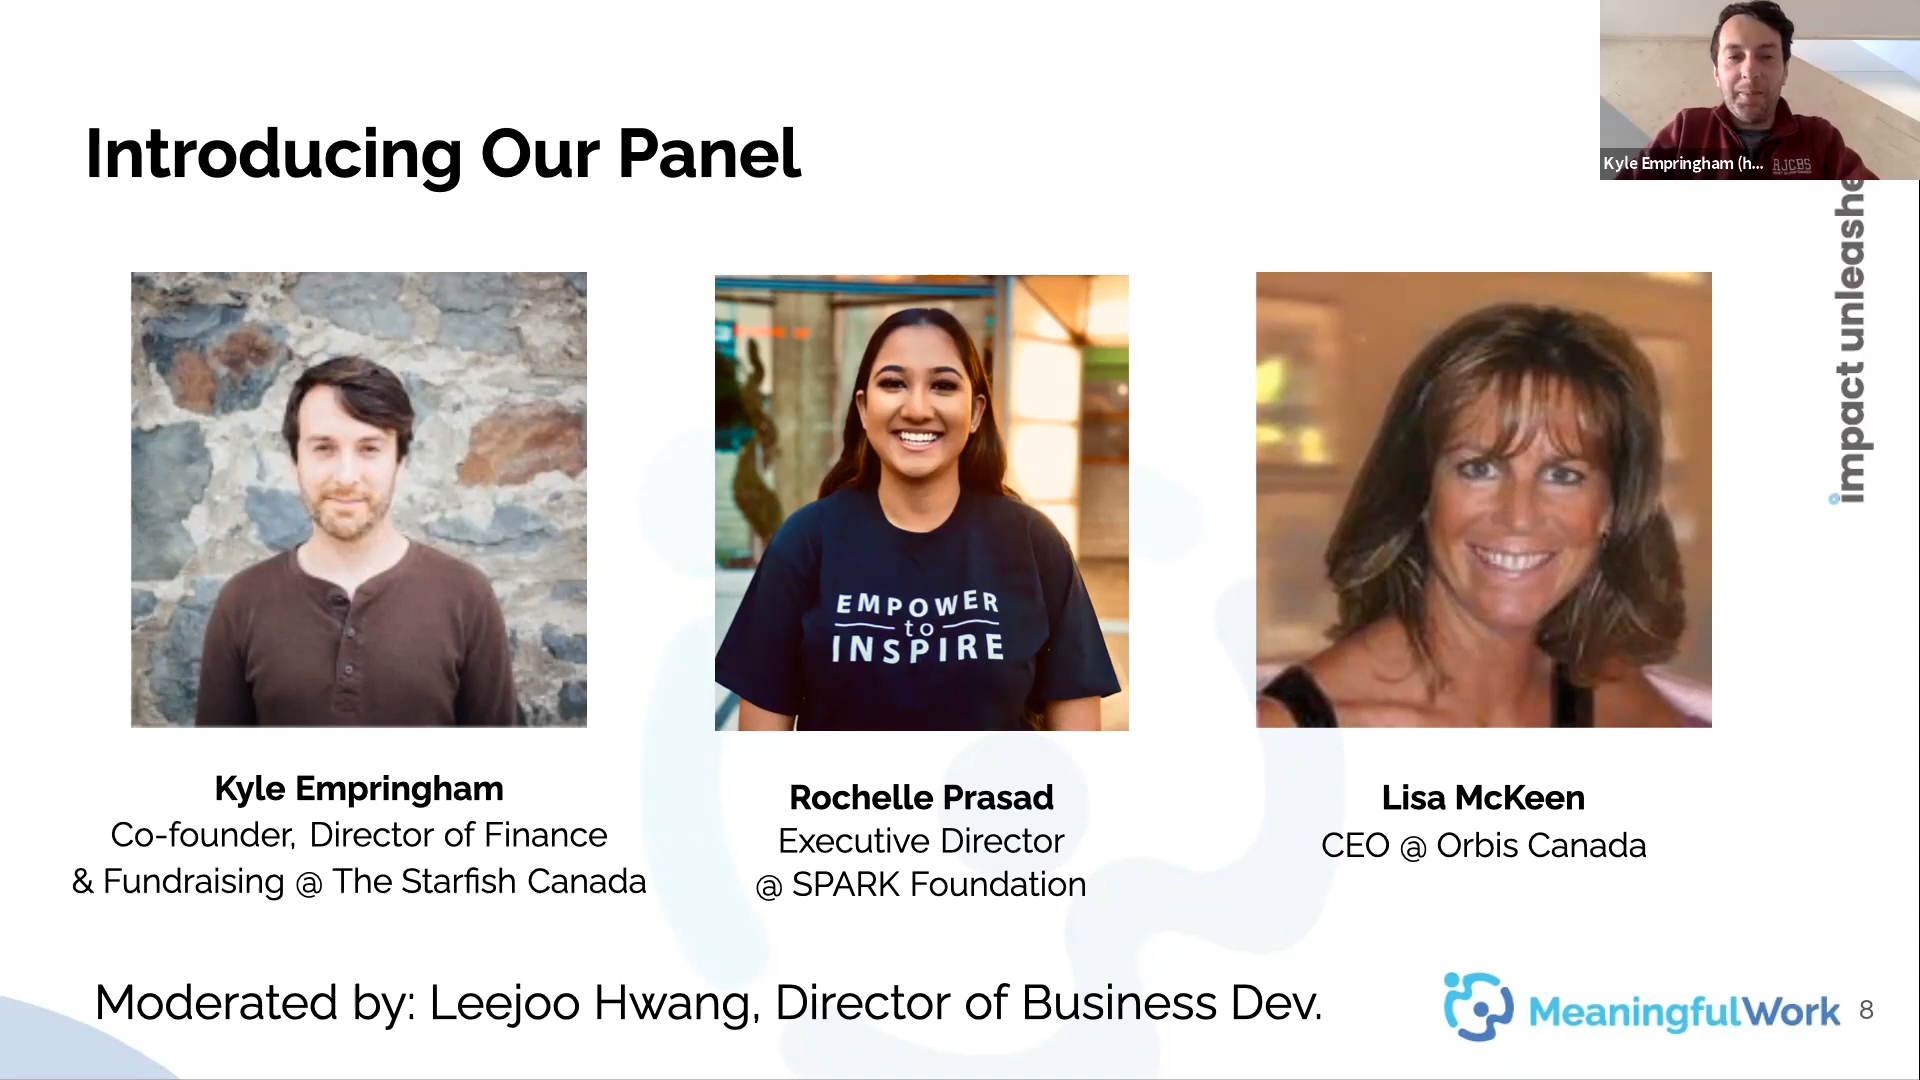 Introducing Our Panel
Kyle Empringham (h...
RJCBS
impact unleashe
EMPOWER
to
INSPIRE
Kyle Empringham
Co-founder, Director of Finance
& Fundraising @ The Starfish Canada
Rochelle Prasad
Executive Director
@ SPARK Foundation
Lisa McKeen
CEO @ Orbis Canada
Moderated by: Leejoo Hwang, Director of Business Dev.
MeaningfulWork
8